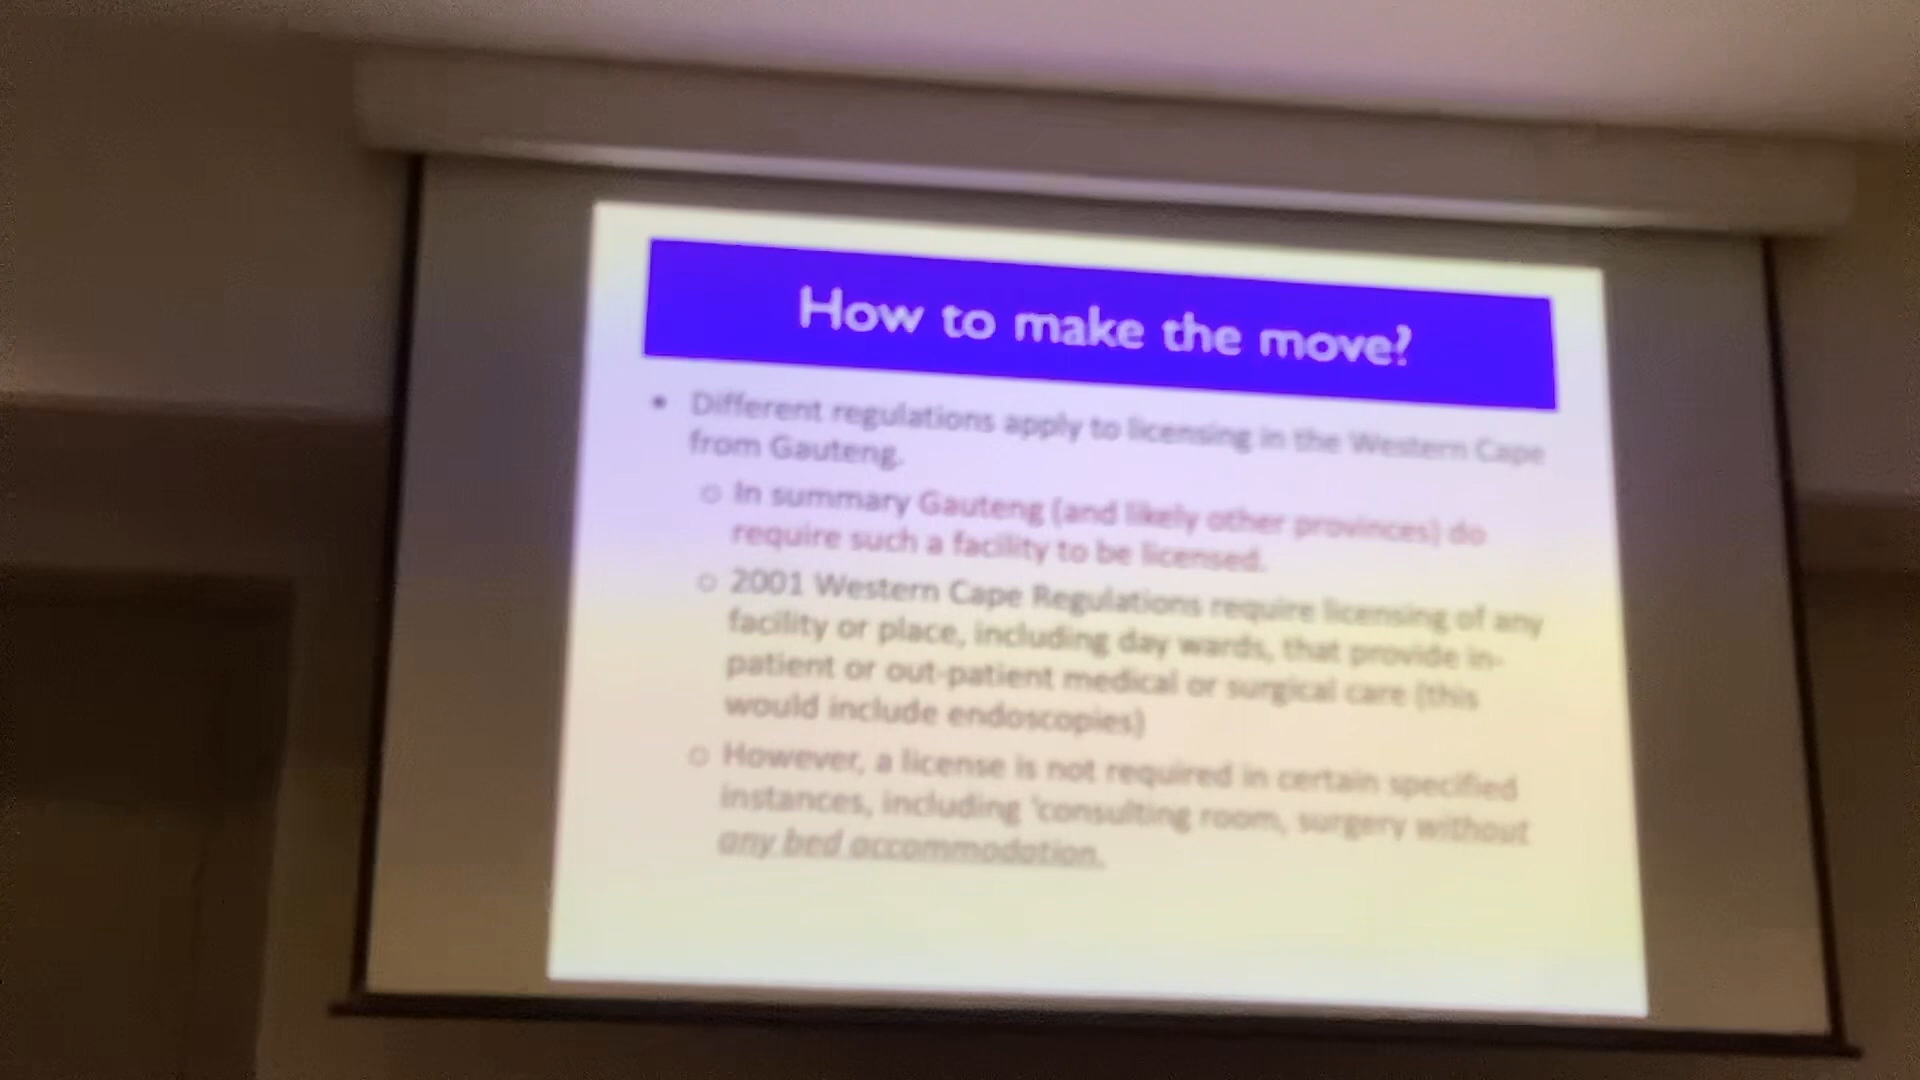 How to make the move?
• Different regulations apply to licensing in the Western Cape
from Gauteng.
o In summary Gauteng (and likely other provinces) do
require such a facility to be licensed.
o 2001 Western Cape Regulations require licensing of any
facility or place, including day wards, that provide in-
patient or out-patient medical or surgical care (this
would include endoscopies)
o However, a license is not required in certain specified
instances, including 'consulting room, surgery without
any bed accommodation.